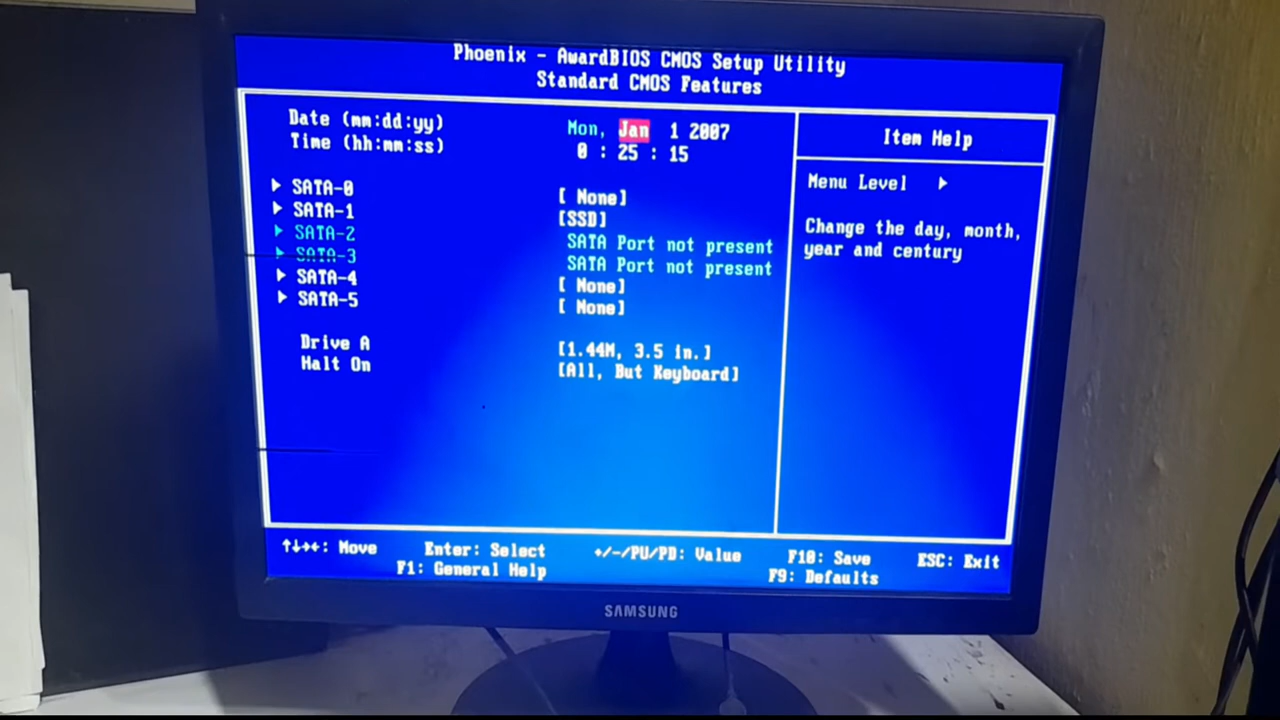 Phoenix - AwardBIOS CMOS Setup Utility
Standard CMOS Features
Date (mm:dd:yy) Mon, Jan 1 2007
Time (hh:mm:ss) 0 : 25 : 15
SATA-0 [ None]
SATA-1 [SSD]
SATA-2 SATA Port not present
SATA-3 SATA Port not present
SATA-4 [ None]
SATA-5 [ None]
Drive A [1.44M, 3.5 in.]
Halt On [All, But Keyboard]
Item Help
Menu Level
Change the day, month,
year and century
↑↓→←: Move Enter: Select +/-/PU/PD: Value F10: Save ESC: Exit
F1: General Help F9: Defaults
SAMSUNG